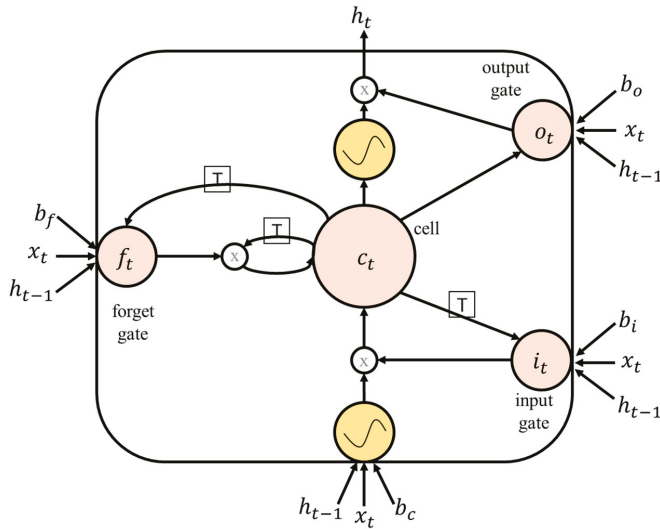 h_t
output
gate
b_o
x
o_t
x_t
h_{t-1}
T
b_f
cell
T
x_t
f_t
x
c_t
h_{t-1}
forget
gate
T
b_i
x
i_t
x_t
input
gate
h_{t-1}
h_{t-1}
x_t
b_c